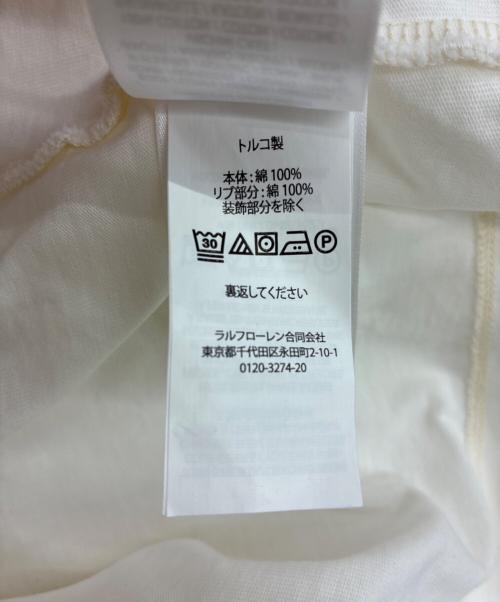 トルコ製
本体:綿 100%
リブ部分:綿 100%
装飾部分を除く
30 P
裏返してください
ラルフローレン合同会社
東京都千代田区永田町2-10-1
0120-3274-20